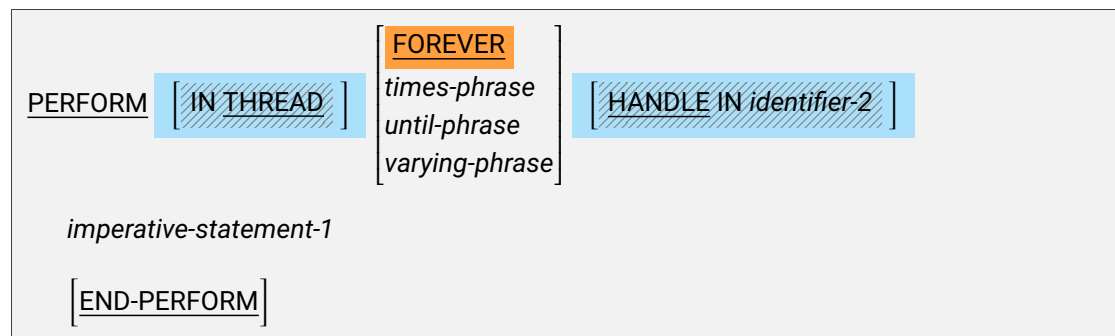 FOREVER
PERFORM [ IN THREAD ] times-phrase [ HANDLE IN identifier-2 ]
until-phrase
varying-phrase
imperative-statement-1
[END-PERFORM]